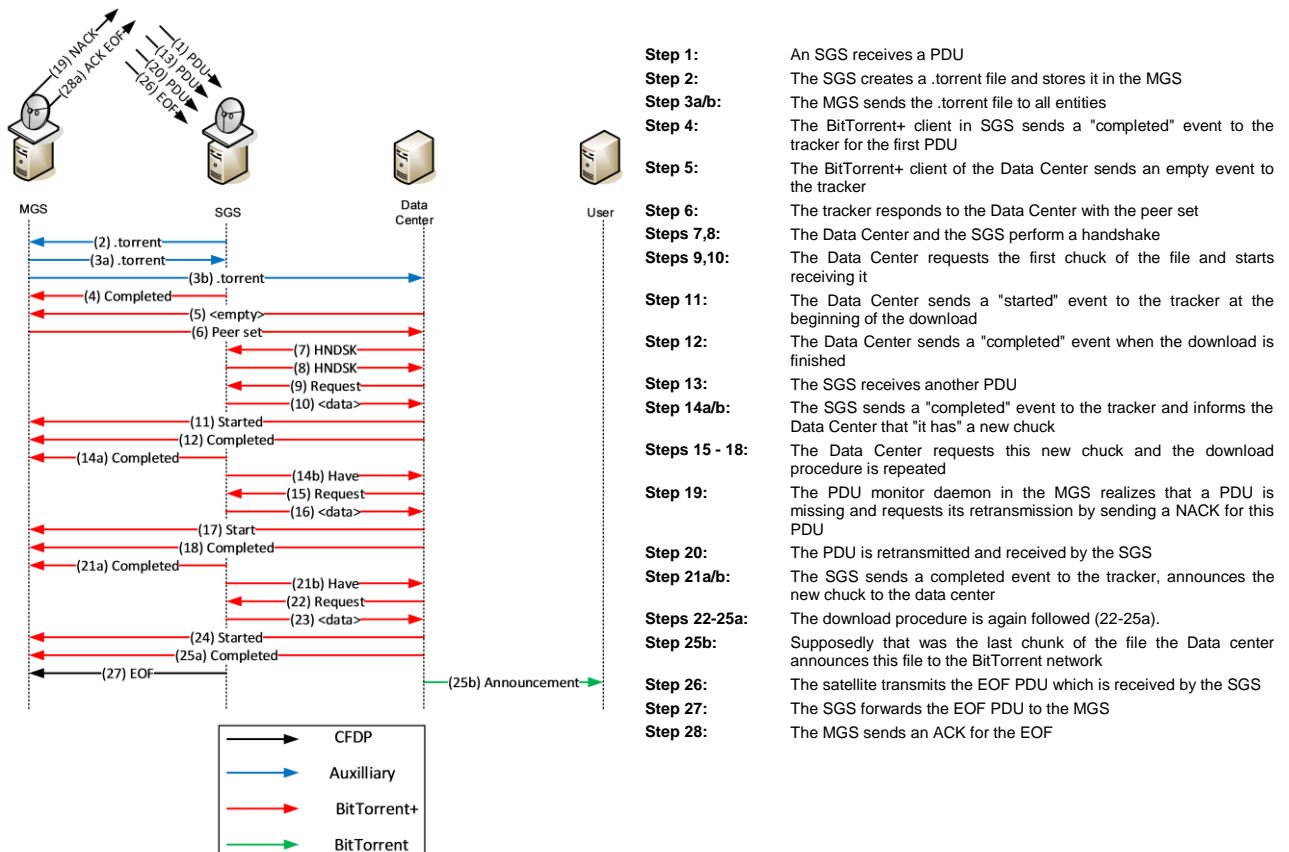 (19) NACK
(28a) ACK EOF
(1) PDU
(13) PDU
(20) PDU
(26) EOF
MGS
SGS
Data
Center
User
(2) .torrent
(3a) .torrent
(3b) .torrent
(4) Completed
(5) <empty>
(6) Peer set
(7) HNDSK
(8) HNDSK
(9) Request
(10) <data>
(11) Started
(12) Completed
(14a) Completed
(14b) Have
(15) Request
(16) <data>
(17) Start
(18) Completed
(21a) Completed
(21b) Have
(22) Request
(23) <data>
(24) Started
(25a) Completed
(27) EOF
(25b) Announcement
CFDP
Auxilliary
BitTorrent+
BitTorrent
Step 1: An SGS receives a PDU
Step 2: The SGS creates a .torrent file and stores it in the MGS
Step 3a/b: The MGS sends the .torrent file to all entities
Step 4: The BitTorrent+ client in SGS sends a "completed" event to the
tracker for the first PDU
Step 5: The BitTorrent+ client of the Data Center sends an empty event to
the tracker
Step 6: The tracker responds to the Data Center with the peer set
Steps 7,8: The Data Center and the SGS perform a handshake
Steps 9,10: The Data Center requests the first chuck of the file and starts
receiving it
Step 11: The Data Center sends a "started" event to the tracker at the
beginning of the download
Step 12: The Data Center sends a "completed" event when the download is
finished
Step 13: The SGS receives another PDU
Step 14a/b: The SGS sends a "completed" event to the tracker and informs the
Data Center that "it has" a new chuck
Steps 15 - 18: The Data Center requests this new chuck and the download
procedure is repeated
Step 19: The PDU monitor daemon in the MGS realizes that a PDU is
missing and requests its retransmission by sending a NACK for this
PDU
Step 20: The PDU is retransmitted and received by the SGS
Step 21a/b: The SGS sends a completed event to the tracker, announces the
new chuck to the data center
Steps 22-25a: The download procedure is again followed (22-25a).
Step 25b: Supposedly that was the last chunk of the file the Data center
announces this file to the BitTorrent network
Step 26: The satellite transmits the EOF PDU which is received by the SGS
Step 27: The SGS forwards the EOF PDU to the MGS
Step 28: The MGS sends an ACK for the EOF